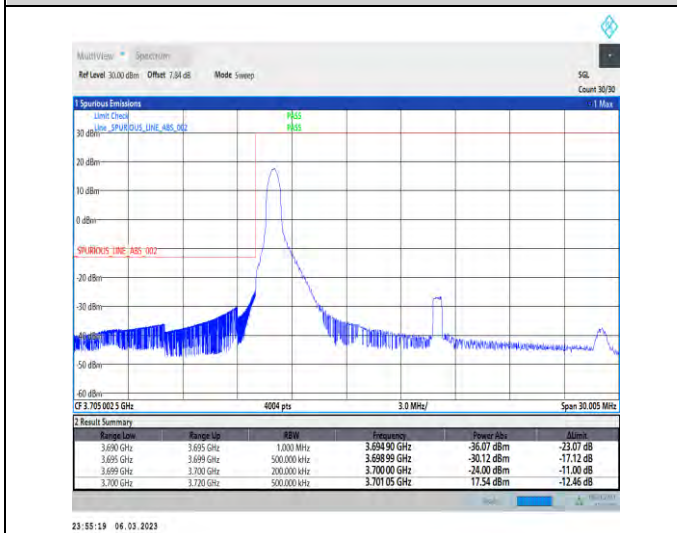 MultiView Spectrum
Ref Level 30.00 dBm Offset 7.84 dB Mode Sweep SGL
Count 30/30
1 Spurious Emissions 1 Max
Limit Check PASS
Line _SPURIOUS_LINE_ABS_002 PASS
30 dBm
20 dBm
10 dBm
0 dBm
_SPURIOUS_LINE_ABS_002
-20 dBm
-30 dBm
-50 dBm
-60 dBm
CF 3.705 002 5 GHz 4004 pts 3.0 MHz/ Span 30.005 MHz
2 Result Summary
Range Low Range Up RBW Frequency Power Abs ΔLimit
3.690 GHz 3.695 GHz 1.000 MHz 3.694 90 GHz -36.07 dBm -23.07 dB
3.695 GHz 3.699 GHz 500.000 kHz 3.698 99 GHz -30.12 dBm -17.12 dB
3.699 GHz 3.700 GHz 200.000 kHz 3.700 00 GHz -24.00 dBm -11.00 dB
3.700 GHz 3.720 GHz 500.000 kHz 3.701 05 GHz 17.54 dBm -12.46 dB
23:55:19 06.03.2023